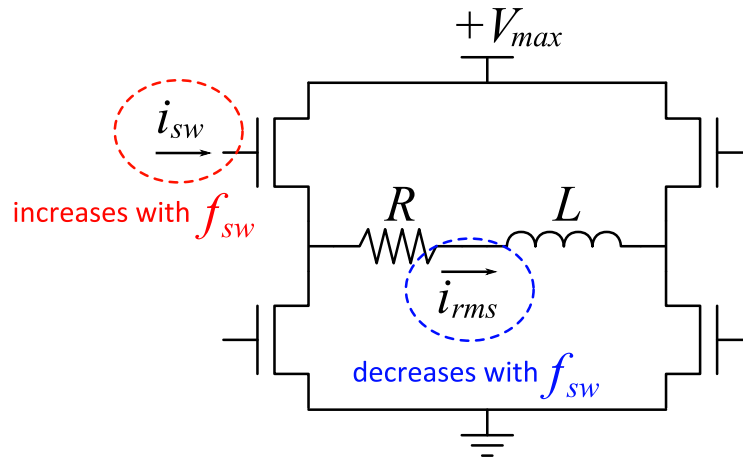 +V_max
i_sw
increases with f_sw
R
L
i_rms
decreases with f_sw